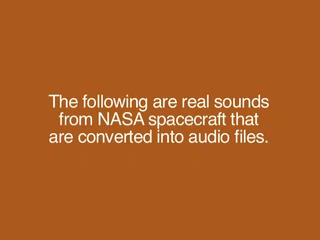 The following are real sounds
from NASA spacecraft that
are converted into audio files.